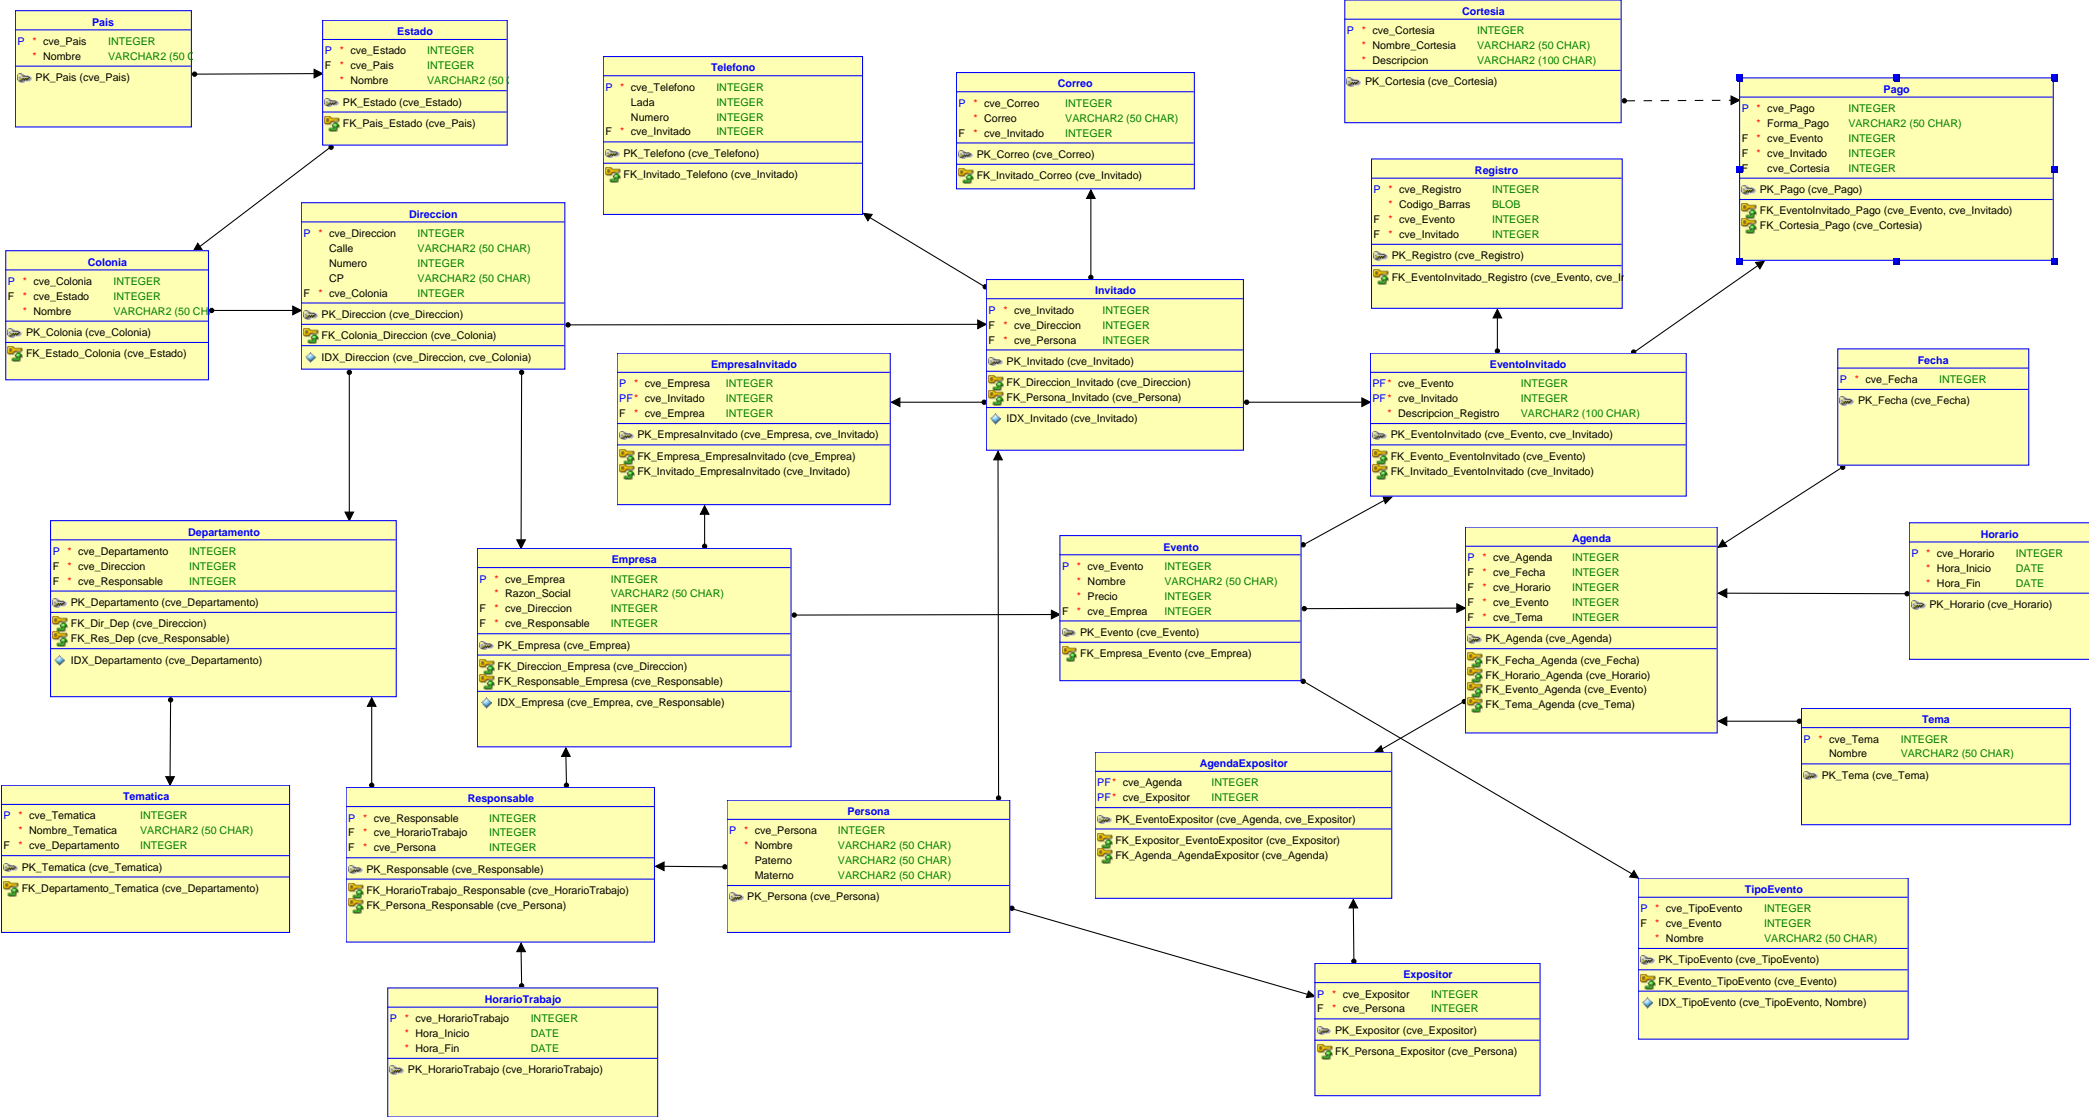 Pais
P * cve_Pais INTEGER
* Nombre VARCHAR2 (50 C
PK_Pais (cve_Pais)
Estado
P * cve_Estado INTEGER
F * cve_Pais INTEGER
* Nombre VARCHAR2 (50
PK_Estado (cve_Estado)
FK_Pais_Estado (cve_Pais)
Telefono
P * cve_Telefono INTEGER
Lada INTEGER
Numero INTEGER
F * cve_Invitado INTEGER
PK_Telefono (cve_Telefono)
FK_Invitado_Telefono (cve_Invitado)
Correo
P * cve_Correo INTEGER
* Correo VARCHAR2 (50 CHAR)
F * cve_Invitado INTEGER
PK_Correo (cve_Correo)
FK_Invitado_Correo (cve_Invitado)
Cortesia
P * cve_Cortesia INTEGER
* Nombre_Cortesia VARCHAR2 (50 CHAR)
* Descripcion VARCHAR2 (100 CHAR)
PK_Cortesia (cve_Cortesia)
Pago
P * cve_Pago INTEGER
* Forma_Pago VARCHAR2 (50 CHAR)
F * cve_Evento INTEGER
F * cve_Invitado INTEGER
F cve_Cortesia INTEGER
PK_Pago (cve_Pago)
FK_EventoInvitado_Pago (cve_Evento, cve_Invitado)
FK_Cortesia_Pago (cve_Cortesia)
Registro
P * cve_Registro INTEGER
* Codigo_Barras BLOB
F * cve_Evento INTEGER
F * cve_Invitado INTEGER
PK_Registro (cve_Registro)
FK_EventoInvitado_Registro (cve_Evento, cve_I
Colonia
P * cve_Colonia INTEGER
F * cve_Estado INTEGER
* Nombre VARCHAR2 (50 CH
PK_Colonia (cve_Colonia)
FK_Estado_Colonia (cve_Estado)
Direccion
P * cve_Direccion INTEGER
Calle VARCHAR2 (50 CHAR)
Numero INTEGER
CP VARCHAR2 (50 CHAR)
F * cve_Colonia INTEGER
PK_Direccion (cve_Direccion)
FK_Colonia_Direccion (cve_Colonia)
IDX_Direccion (cve_Direccion, cve_Colonia)
Invitado
P * cve_Invitado INTEGER
F * cve_Direccion INTEGER
F * cve_Persona INTEGER
PK_Invitado (cve_Invitado)
FK_Direccion_Invitado (cve_Direccion)
FK_Persona_Invitado (cve_Persona)
IDX_Invitado (cve_Invitado)
EmpresaInvitado
P * cve_Empresa INTEGER
PF* cve_Invitado INTEGER
F * cve_Emprea INTEGER
PK_EmpresaInvitado (cve_Empresa, cve_Invitado)
FK_Empresa_EmpresaInvitado (cve_Emprea)
FK_Invitado_EmpresaInvitado (cve_Invitado)
EventoInvitado
PF* cve_Evento INTEGER
PF* cve_Invitado INTEGER
* Descripcion_Registro VARCHAR2 (100 CHAR)
PK_EventoInvitado (cve_Evento, cve_Invitado)
FK_Evento_EventoInvitado (cve_Evento)
FK_Invitado_EventoInvitado (cve_Invitado)
Fecha
P * cve_Fecha INTEGER
PK_Fecha (cve_Fecha)
Departamento
P * cve_Departamento INTEGER
F * cve_Direccion INTEGER
F * cve_Responsable INTEGER
PK_Departamento (cve_Departamento)
FK_Dir_Dep (cve_Direccion)
FK_Res_Dep (cve_Responsable)
IDX_Departamento (cve_Departamento)
Empresa
P * cve_Emprea INTEGER
* Razon_Social VARCHAR2 (50 CHAR)
F * cve_Direccion INTEGER
F * cve_Responsable INTEGER
PK_Empresa (cve_Emprea)
FK_Direccion_Empresa (cve_Direccion)
FK_Responsable_Empresa (cve_Responsable)
IDX_Empresa (cve_Emprea, cve_Responsable)
Evento
P * cve_Evento INTEGER
* Nombre VARCHAR2 (50 CHAR)
* Precio INTEGER
F * cve_Emprea INTEGER
PK_Evento (cve_Evento)
FK_Empresa_Evento (cve_Emprea)
Agenda
P * cve_Agenda INTEGER
F * cve_Fecha INTEGER
F * cve_Horario INTEGER
F * cve_Evento INTEGER
F * cve_Tema INTEGER
PK_Agenda (cve_Agenda)
FK_Fecha_Agenda (cve_Fecha)
FK_Horario_Agenda (cve_Horario)
FK_Evento_Agenda (cve_Evento)
FK_Tema_Agenda (cve_Tema)
Horario
P * cve_Horario INTEGER
* Hora_Inicio DATE
* Hora_Fin DATE
PK_Horario (cve_Horario)
Tema
P * cve_Tema INTEGER
Nombre VARCHAR2 (50 CHAR)
PK_Tema (cve_Tema)
Tematica
P * cve_Tematica INTEGER
* Nombre_Tematica VARCHAR2 (50 CHAR)
F * cve_Departamento INTEGER
PK_Tematica (cve_Tematica)
FK_Departamento_Tematica (cve_Departamento)
Responsable
P * cve_Responsable INTEGER
F * cve_HorarioTrabajo INTEGER
F * cve_Persona INTEGER
PK_Responsable (cve_Responsable)
FK_HorarioTrabajo_Responsable (cve_HorarioTrabajo)
FK_Persona_Responsable (cve_Persona)
Persona
P * cve_Persona INTEGER
* Nombre VARCHAR2 (50 CHAR)
Paterno VARCHAR2 (50 CHAR)
Materno VARCHAR2 (50 CHAR)
PK_Persona (cve_Persona)
AgendaExpositor
PF* cve_Agenda INTEGER
PF* cve_Expositor INTEGER
PK_EventoExpositor (cve_Agenda, cve_Expositor)
FK_Expositor_EventoExpositor (cve_Expositor)
FK_Agenda_AgendaExpositor (cve_Agenda)
TipoEvento
P * cve_TipoEvento INTEGER
F * cve_Evento INTEGER
* Nombre VARCHAR2 (50 CHAR)
PK_TipoEvento (cve_TipoEvento)
FK_Evento_TipoEvento (cve_Evento)
IDX_TipoEvento (cve_TipoEvento, Nombre)
HorarioTrabajo
P * cve_HorarioTrabajo INTEGER
* Hora_Inicio DATE
* Hora_Fin DATE
PK_HorarioTrabajo (cve_HorarioTrabajo)
Expositor
P * cve_Expositor INTEGER
F * cve_Persona INTEGER
PK_Expositor (cve_Expositor)
FK_Persona_Expositor (cve_Persona)